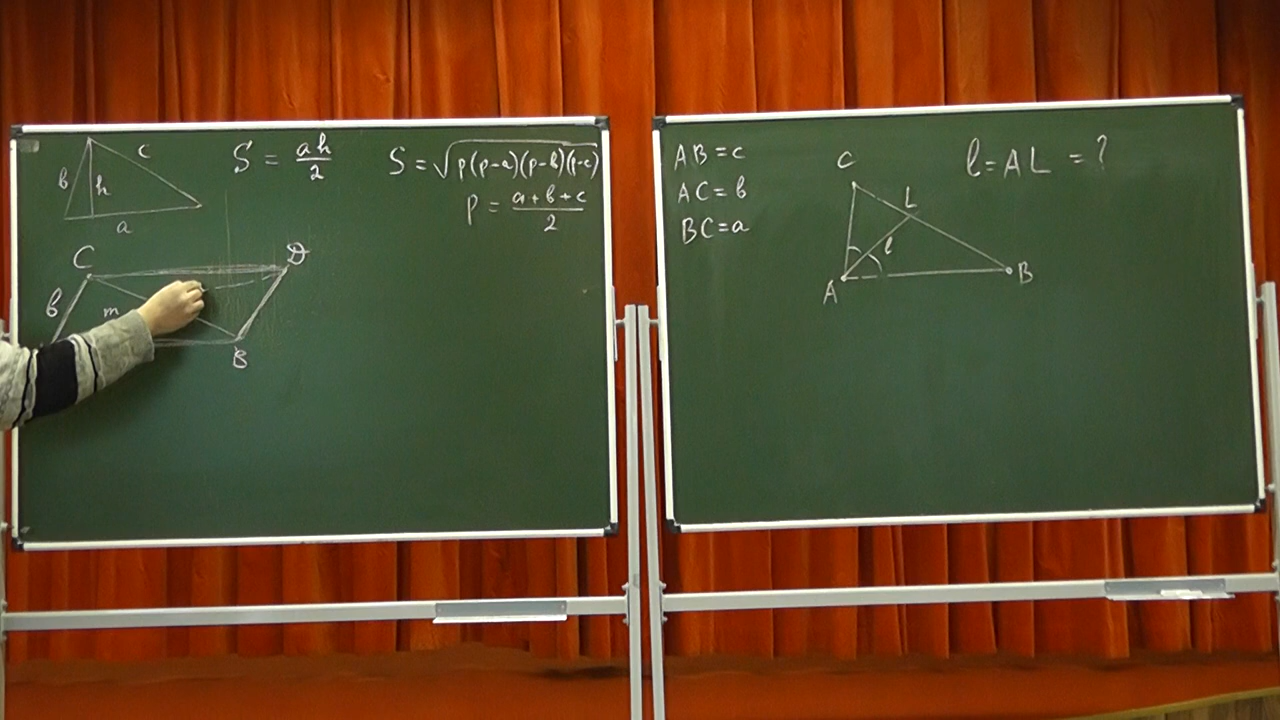 в h c
a
S = ah/2
S = √p(p-a)(p-в)(p-c)
p = a+в+c/2
C D
в m
B
AB = c
AC = в
BC = a
l = AL = ?
C
L
l
A B